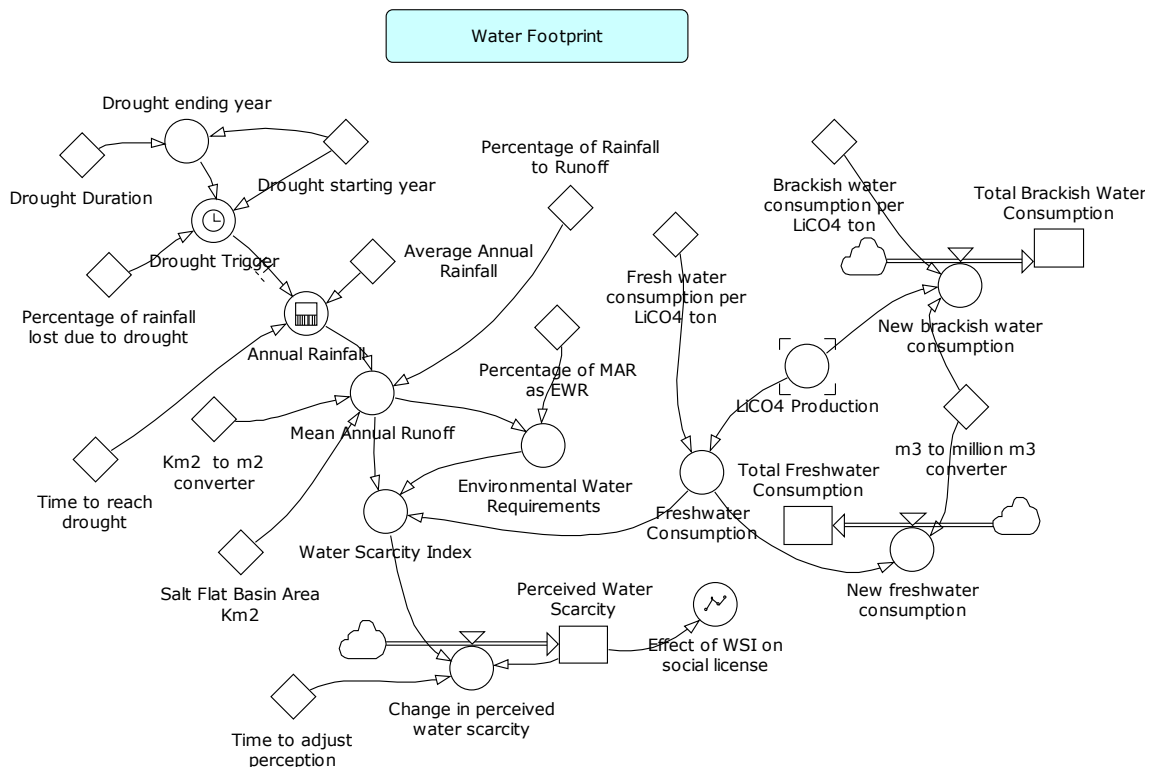 Water Footprint
Drought ending year
Drought Duration
Drought starting year
Percentage of Rainfall
to Runoff
Brackish water
consumption per
LiCO4 ton
Total Brackish Water
Consumption
Drought Trigger
Average Annual
Rainfall
Fresh water
consumption per
LiCO4 ton
Percentage of rainfall
lost due to drought
New brackish water
consumption
Annual Rainfall
Percentage of MAR
as EWR
LiCO4 Production
Mean Annual Runoff
Km2  to m2
converter
m3 to million m3
converter
Time to reach
drought
Environmental Water
Requirements
Total Freshwater
Consumption
Freshwater
Consumption
Water Scarcity Index
Salt Flat Basin Area
Km2
Perceived Water
Scarcity
New freshwater
consumption
Effect of WSI on
social license
Change in perceived
water scarcity
Time to adjust
perception